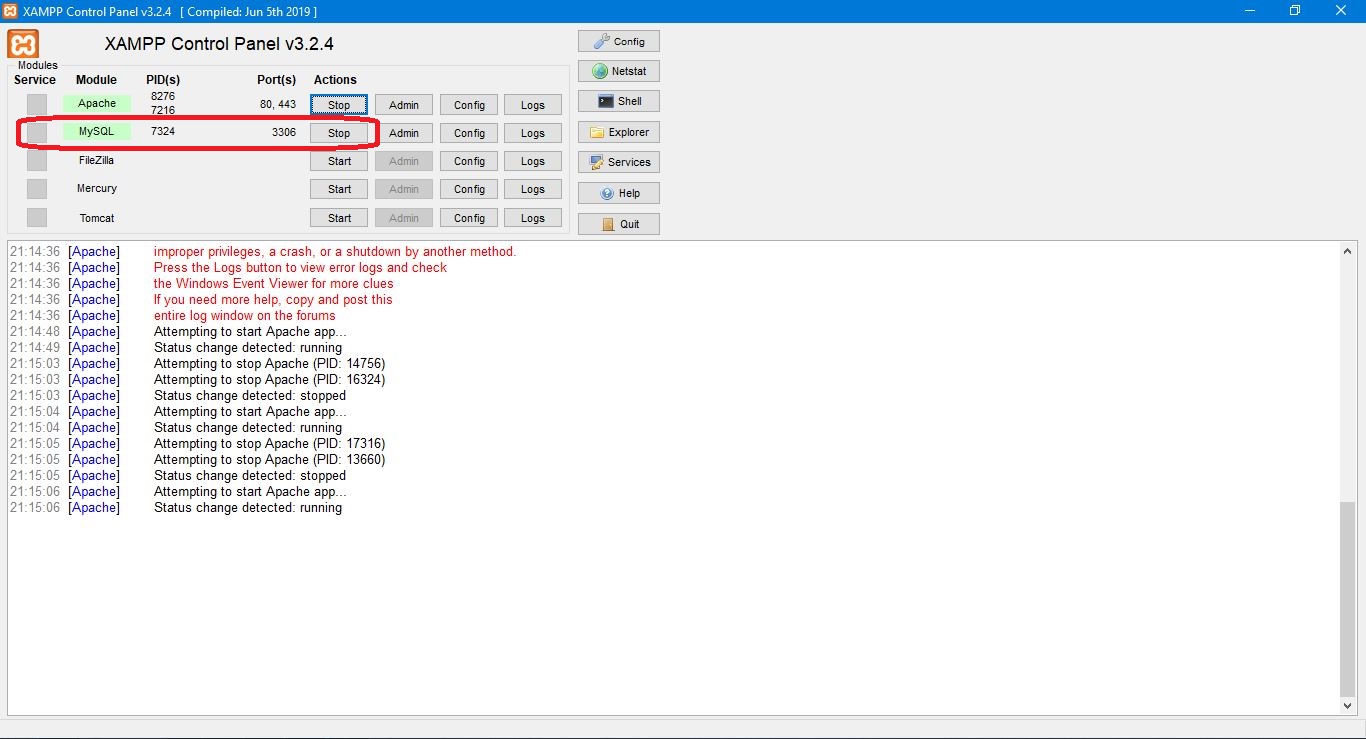 XAMPP Control Panel v3.2.4 [ Compiled: Jun 5th 2019 ]
XAMPP Control Panel v3.2.4
Config
Modules
Service Module PID(s) Port(s) Actions
Netstat
Apache 8276 7216 80, 443 Stop Admin Config Logs
Shell
MySQL 7324 3306 Stop Admin Config Logs
Explorer
FileZilla Start Admin Config Logs
Services
Mercury Start Admin Config Logs
Help
Tomcat Start Admin Config Logs
Quit
21:14:36 [Apache] improper privileges, a crash, or a shutdown by another method.
21:14:36 [Apache] Press the Logs button to view error logs and check
21:14:36 [Apache] the Windows Event Viewer for more clues
21:14:36 [Apache] If you need more help, copy and post this
21:14:36 [Apache] entire log window on the forums
21:14:48 [Apache] Attempting to start Apache app...
21:14:49 [Apache] Status change detected: running
21:15:03 [Apache] Attempting to stop Apache (PID: 14756)
21:15:03 [Apache] Attempting to stop Apache (PID: 16324)
21:15:03 [Apache] Status change detected: stopped
21:15:04 [Apache] Attempting to start Apache app...
21:15:04 [Apache] Status change detected: running
21:15:05 [Apache] Attempting to stop Apache (PID: 17316)
21:15:05 [Apache] Attempting to stop Apache (PID: 13660)
21:15:05 [Apache] Status change detected: stopped
21:15:06 [Apache] Attempting to start Apache app...
21:15:06 [Apache] Status change detected: running